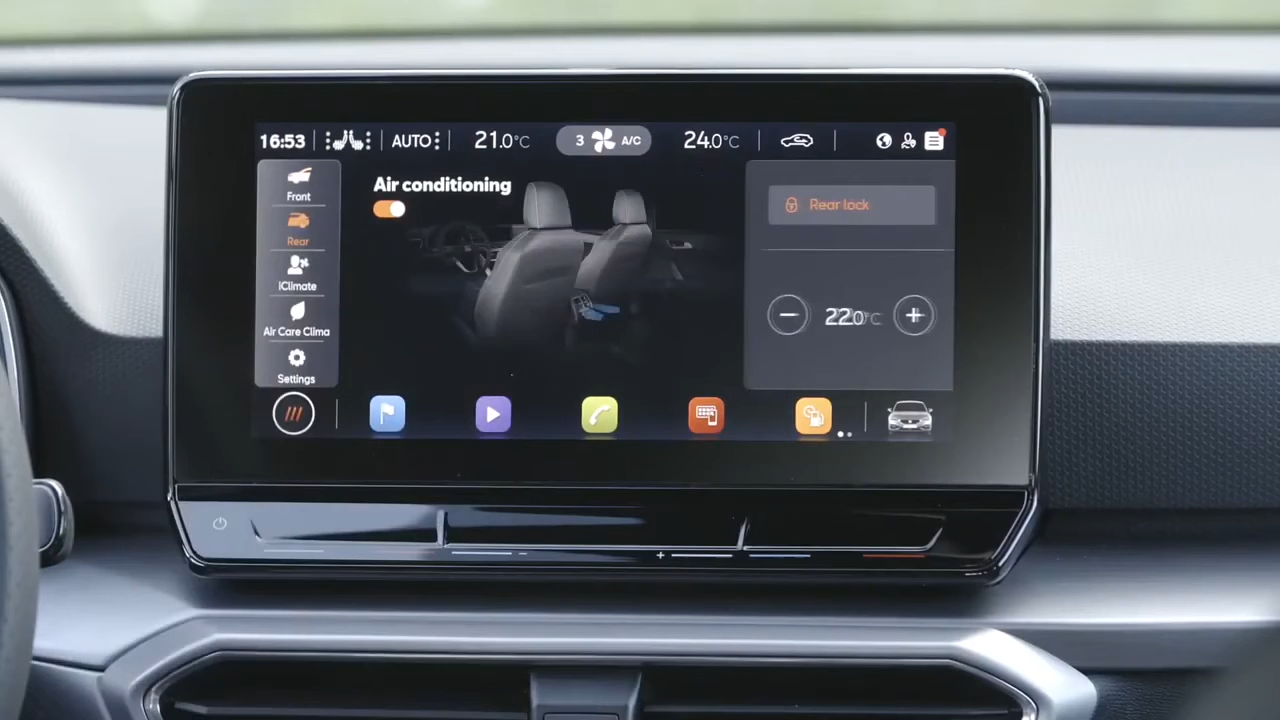 16:53 AUTO 21.0°C 3 A/C 24.0°C
Front
Rear
iClimate
Air Care Clima
Settings
Air conditioning
Rear lock
− 22.0°C +
− +